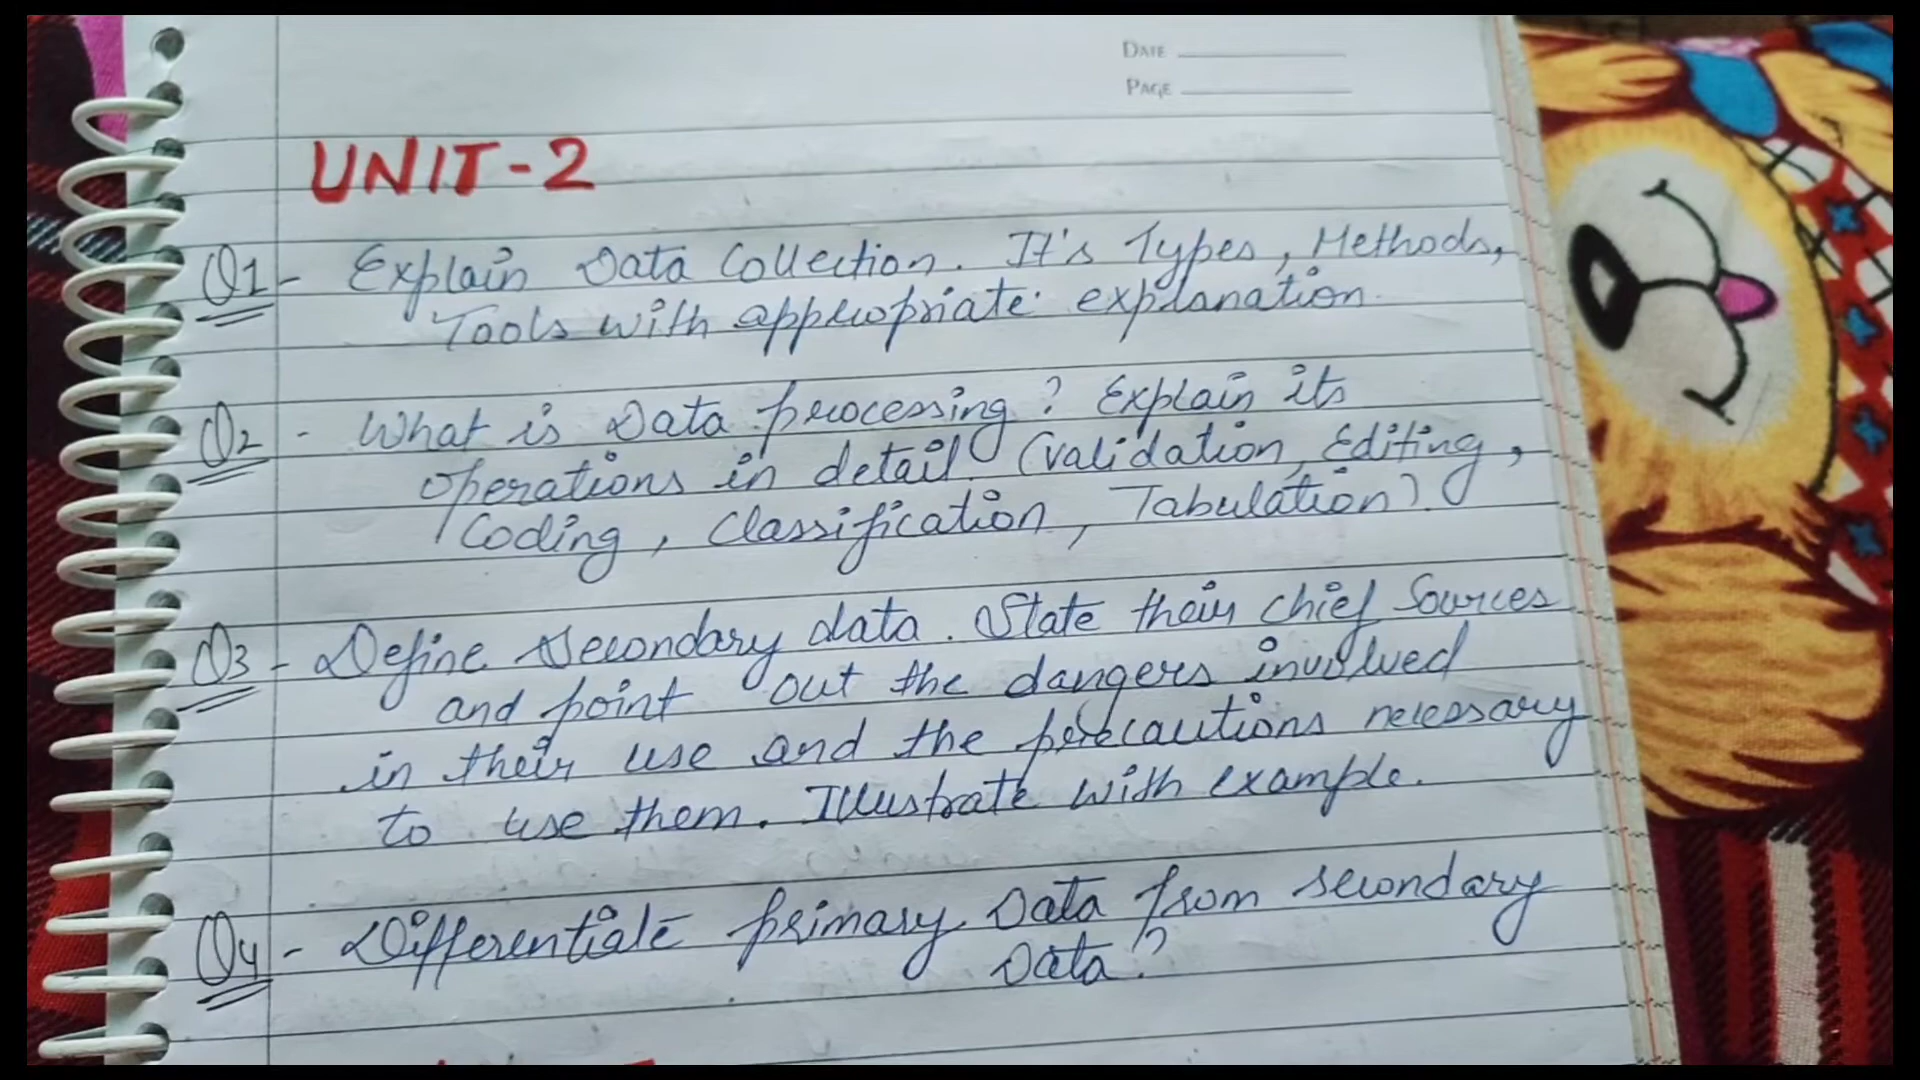 DATE
PAGE
UNIT-2
Q1- Explain Data Collection. It's Types, Methods,
Tools with appropriate explanation.
Q2 - What is Data processing? Explain its
operations in detail (validation, Editing,
Coding, Classification, Tabulation).
Q3 - Define Secondary data. State their chief Sources
and point out the dangers involved
in their use and the precautions necessary
to use them. Illustrate with example.
Q4 - Differentiate primary Data from secondary
Data?